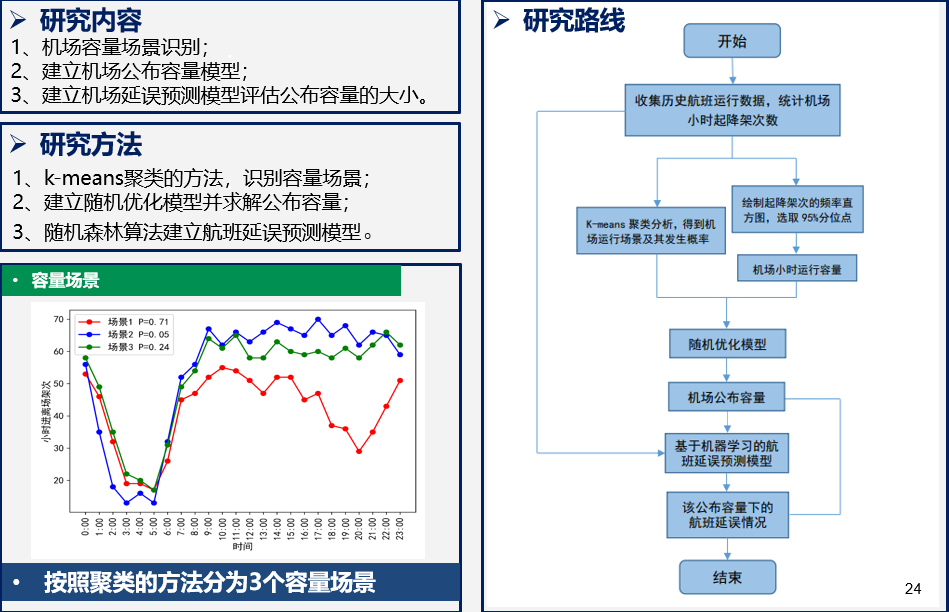 ➢ 研究内容
1、机场容量场景识别；
2、建立机场公布容量模型；
3、建立机场延误预测模型评估公布容量的大小。
➢ 研究方法
1、k-means聚类的方法，识别容量场景；
2、建立随机优化模型并求解公布容量；
3、随机森林算法建立航班延误预测模型。
• 容量场景
场景1 P=0.71
场景2 P=0.05
场景3 P=0.24
小时进离场架次
70
60
50
40
30
20
0:00
1:00
2:00
3:00
4:00
5:00
6:00
7:00
8:00
9:00
10:00
11:00
12:00
13:00
14:00
15:00
16:00
17:00
18:00
19:00
20:00
21:00
22:00
23:00
时间
• 按照聚类的方法分为3个容量场景
➢ 研究路线
开始
收集历史航班运行数据，统计机场
小时起降架次数
K-means 聚类分析，得到机
场运行场景及其发生概率
绘制起降架次的频率直
方图，选取 95%分位点
机场小时运行容量
随机优化模型
机场公布容量
基于机器学习的航
班延误预测模型
该公布容量下的
航班延误情况
结束
24